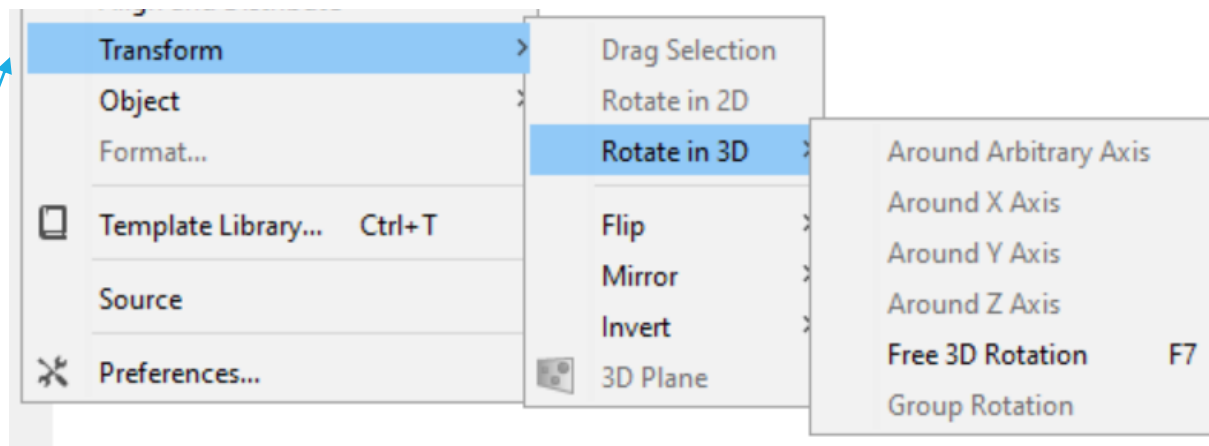 Transform
Object
Format...
Template Library... Ctrl+T
Source
Preferences...
Drag Selection
Rotate in 2D
Rotate in 3D
Flip
Mirror
Invert
3D Plane
Around Arbitrary Axis
Around X Axis
Around Y Axis
Around Z Axis
Free 3D Rotation F7
Group Rotation